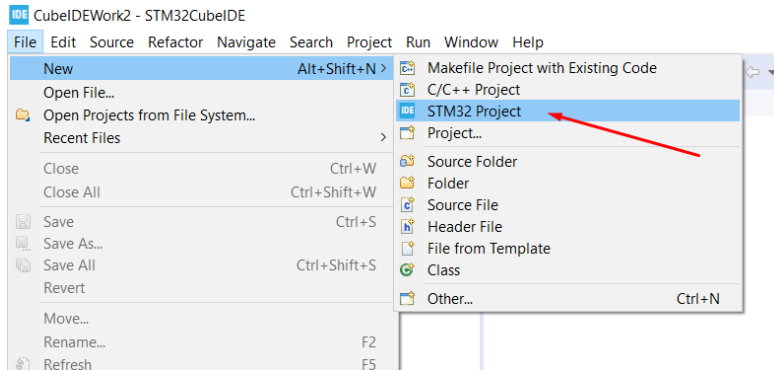 IDE CubeIDEWork2 - STM32CubeIDE
File Edit Source Refactor Navigate Search Project Run Window Help
New Alt+Shift+N >
Open File...
Open Projects from File System...
Recent Files >
Close Ctrl+W
Close All Ctrl+Shift+W
Save Ctrl+S
Save As...
Save All Ctrl+Shift+S
Revert
Move...
Rename... F2
Refresh F5
Makefile Project with Existing Code
C/C++ Project
IDE STM32 Project
Project...
Source Folder
Folder
Source File
Header File
File from Template
Class
Other... Ctrl+N